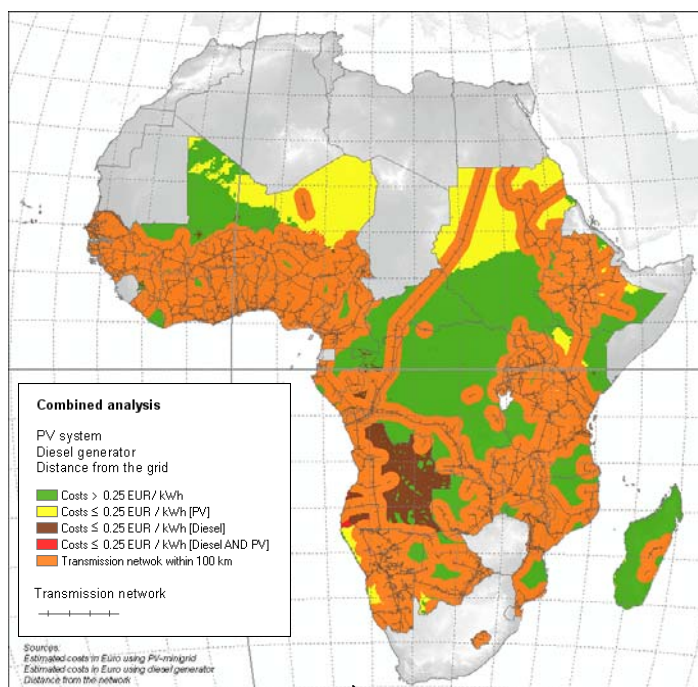 Combined analysis
PV system
Diesel generator
Distance from the grid
Costs > 0.25 EUR / kWh
Costs ≤ 0.25 EUR / kWh [PV]
Costs ≤ 0.25 EUR / kWh [Diesel]
Costs ≤ 0.25 EUR / kWh [Diesel AND PV]
Transmission netwok within 100 km
Transmission network
Sources:
Estimated costs in Euro using PV-minigrid
Estimated costs in Euro using diesel generator
Distance from the network